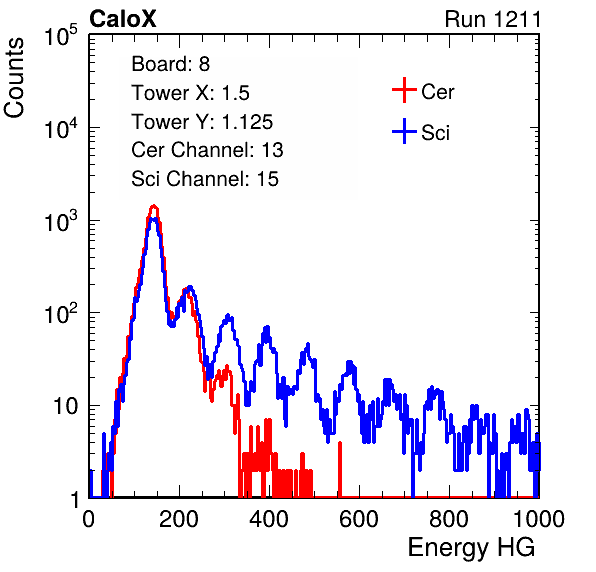 CaloX Run 1211
Counts
10^5
10^4
10^3
10^2
10
1
Board: 8
Tower X: 1.5
Tower Y: 1.125
Cer Channel: 13
Sci Channel: 15
Cer
Sci
0 200 400 600 800 1000
Energy HG